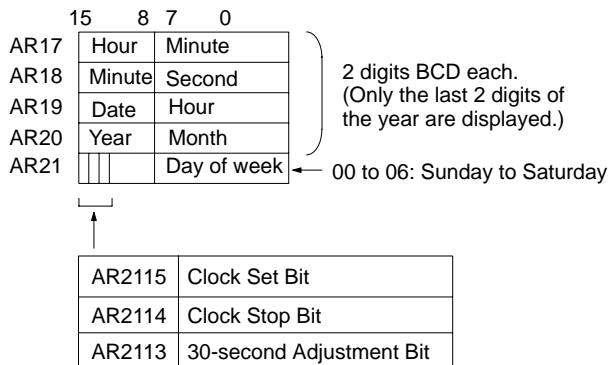 15 8 7 0
AR17 Hour Minute
AR18 Minute Second
AR19 Date Hour
AR20 Year Month
AR21 Day of week
2 digits BCD each.
(Only the last 2 digits of
the year are displayed.)
00 to 06: Sunday to Saturday
AR2115 Clock Set Bit
AR2114 Clock Stop Bit
AR2113 30-second Adjustment Bit